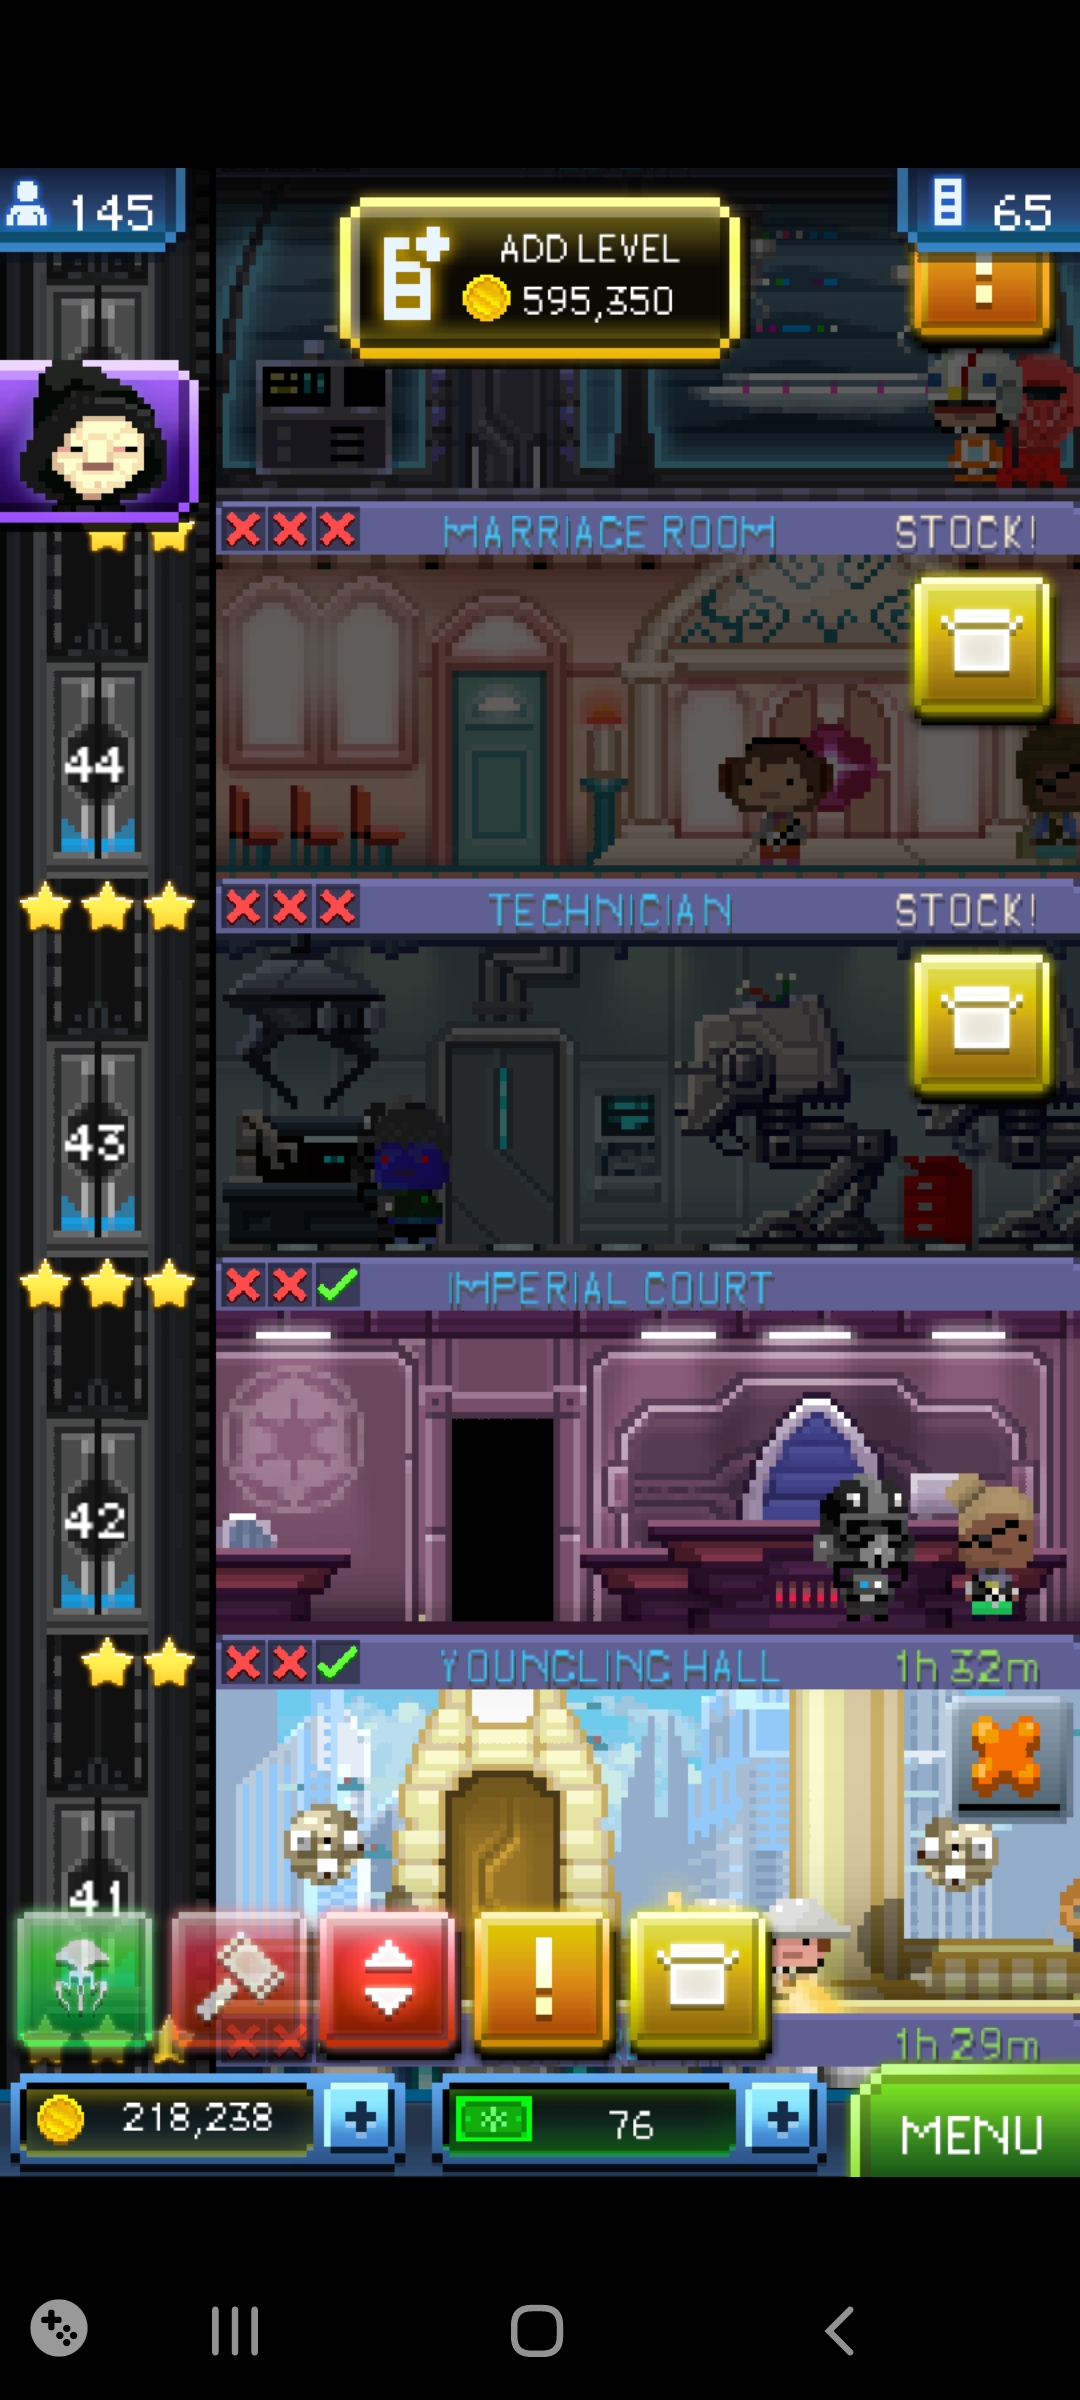 145
ADD LEVEL
595,350
65
MARRIAGE ROOM
STOCK!
44
TECHNICIAN
STOCK!
43
IMPERIAL COURT
42
YOUNGLING HALL
1h 32m
41
1h 29m
218,238
76
MENU